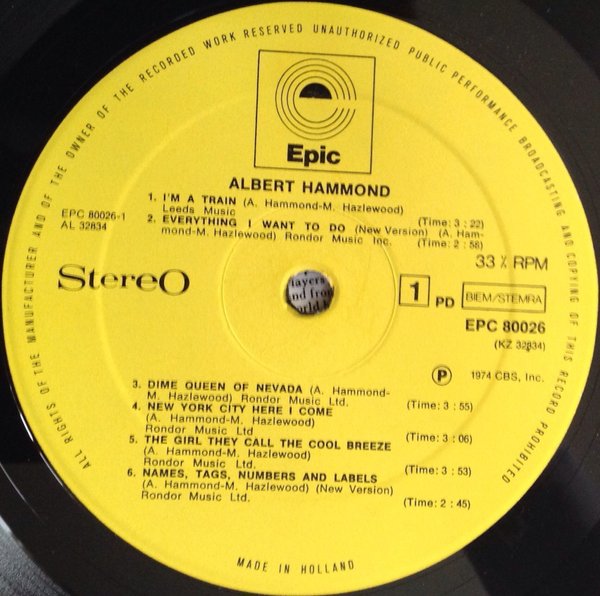 ALL RIGHTS OF THE MANUFACTURER AND OF THE OWNER OF THE RECORDED WORK RESERVED UNAUTHORIZED PUBLIC PERFORMANCE BROADCASTING AND COPYING OF THIS RECORD PROHIBITED
Epic
ALBERT HAMMOND
1. I'M A TRAIN (A. Hammond-M. Hazlewood)
Leeds Music (Time: 3 : 22)
2. EVERYTHING I WANT TO DO (New Version) (A. Ham-
mond-M. Hazlewood) Rondor Music Inc. (Time: 2 : 58)
EPC 80026-1
AL 32834
33 ⅓ RPM
Stereo
layers
nd from
orld
1 PD BIEM/STEMRA
EPC 80026
(KZ 32834)
℗ 1974 CBS, Inc.
3. DIME QUEEN OF NEVADA (A. Hammond-
M. Hazlewood) Rondor Music Ltd. (Time: 3 : 55)
4. NEW YORK CITY HERE I COME
(A. Hammond-M. Hazlewood)
Rondor Music Ltd (Time: 3 : 06)
5. THE GIRL THEY CALL THE COOL BREEZE
(A. Hammond-M. Hazlewood)
Rondor Music Ltd. (Time: 3 : 53)
6. NAMES, TAGS, NUMBERS AND LABELS
(A. Hammond-M. Hazlewood) (New Version)
Rondor Music Ltd. (Time: 2 : 45)
MADE IN HOLLAND